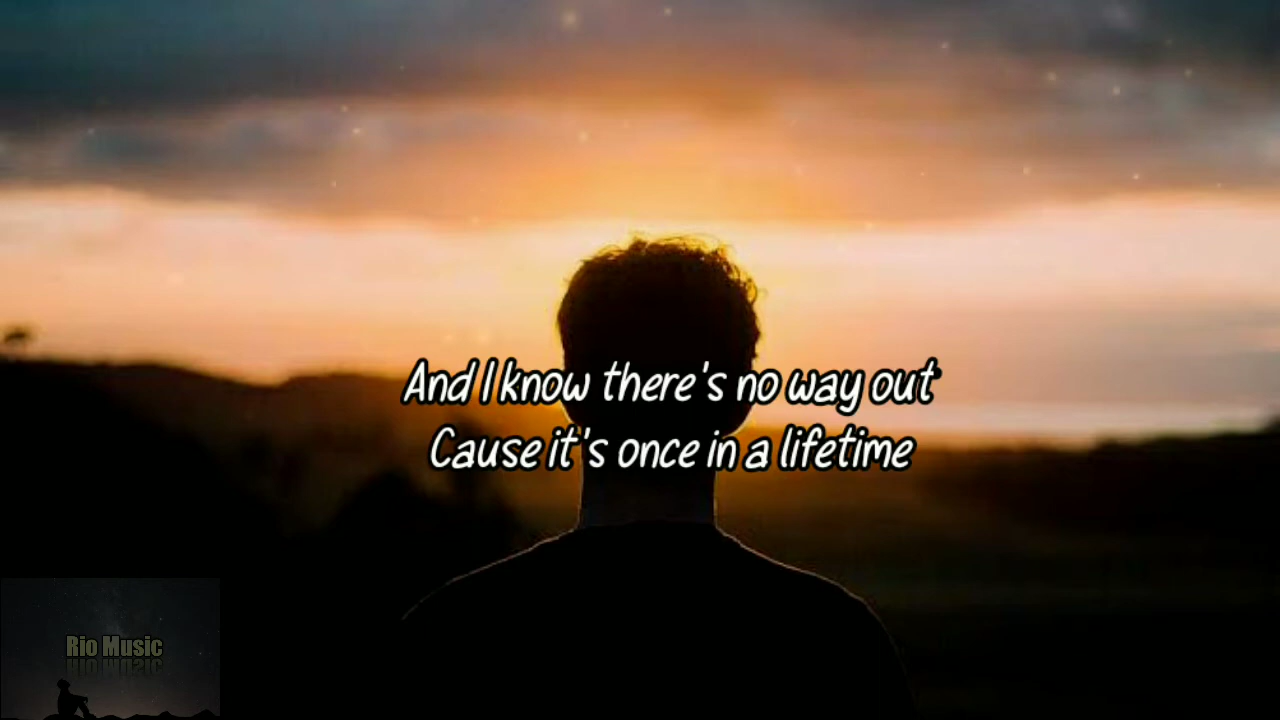 And I know there's no way out
Cause it's once in a lifetime
Rio Music